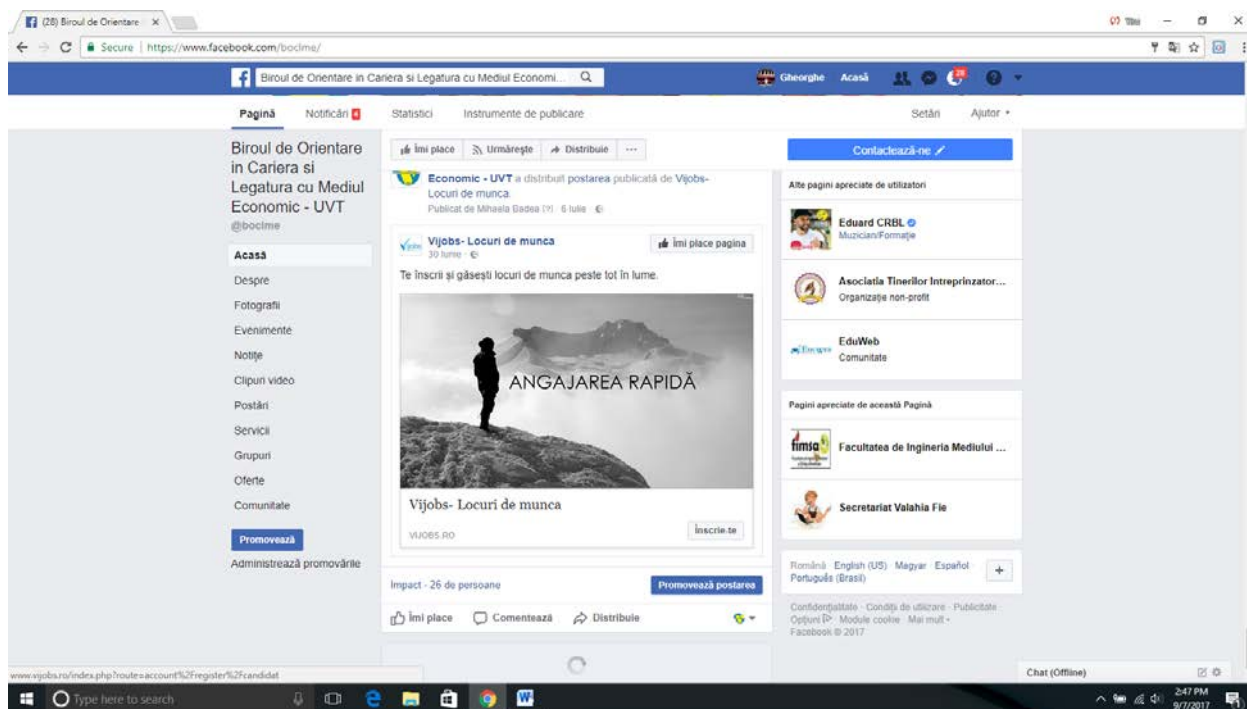 (28) Biroul de Orientare
Secure | https://www.facebook.com/boclme/
Biroul de Orientare in Cariera si Legatura cu Mediul Economi...
Gheorghe Acasă 28
Pagină Notificări 4 Statistici Instrumente de publicare Setări Ajutor
Biroul de Orientare
in Cariera si
Legatura cu Mediul
Economic - UVT
@boclme
Acasă
Despre
Fotografii
Evenimente
Notițe
Clipuri video
Postări
Servicii
Grupuri
Oferte
Comunitate
Promovează
Administrează promovările
Îmi place Urmărește Distribuie ...
Economic - UVT a distribuit postarea publicată de Vijobs-
Locuri de munca.
Publicat de Mihaela Badea [?] · 6 iulie ·
Vijobs- Locuri de munca
30 iunie ·
Îmi place pagina
Te înscrii și găsești locuri de munca peste tot în lume.
ANGAJAREA RAPIDĂ
Vijobs- Locuri de munca
VIJOBS.RO
Înscrie-te
Impact - 26 de persoane
Promovează postarea
Îmi place Comentează Distribuie
Contactează-ne
Alte pagini apreciate de utilizatori
Eduard CRBL
Muzician/Formație
Asociatia Tinerilor Intreprinzator...
Organizație non-profit
EduWeb
Comunitate
Pagini apreciate de această Pagină
fimsa
Facultatea de Ingineria Mediului ...
Secretariat Valahia Fie
Română English (US) Magyar Español
Português (Brasil)
Confidențialitate · Condiții de utilizare · Publicitate ·
Opțiuni · Module cookie · Mai mult
Facebook © 2017
Chat (Offline)
www.vijobs.ro/index.php?route=account%2Fregister%2Fcandidat
Type here to search
2:47 PM
9/7/2017